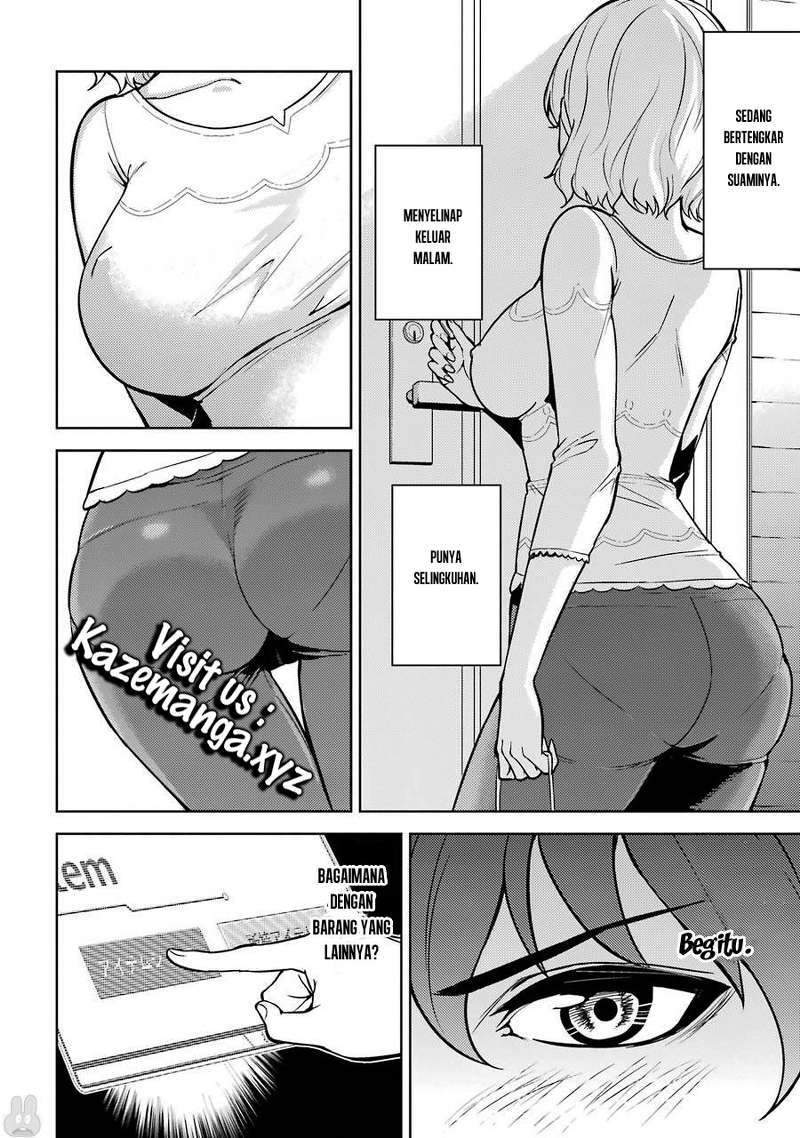 SEDANG
BERTENGKAR
DENGAN
SUAMINYA.
MENYELINAP
KELUAR
MALAM.
PUNYA
SELINGKUHAN.
Visit us :
Kazemanga.xyz
Begitu.
BAGAIMANA
DENGAN
BARANG YANG
LAINNYA?
tem